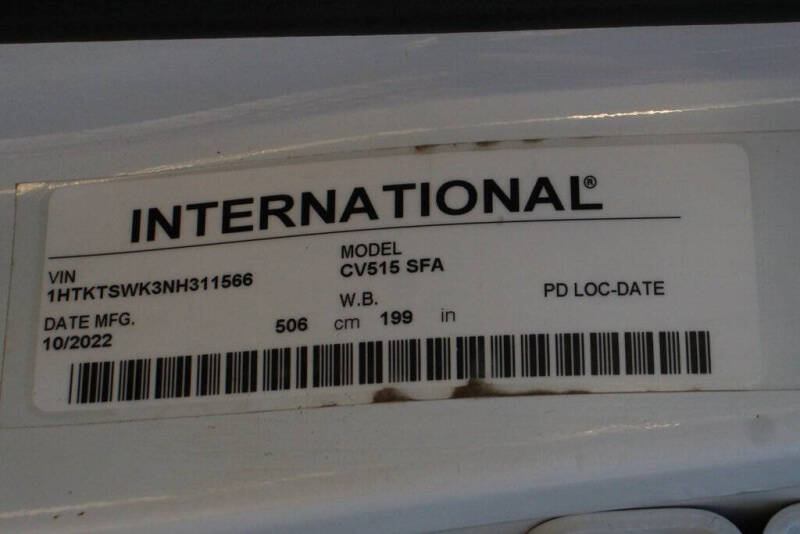 INTERNATIONAL®
VIN
1HTKTSWK3NH311566
MODEL
CV515 SFA
DATE MFG.
10/2022
W.B.
506 cm 199 in
PD LOC-DATE